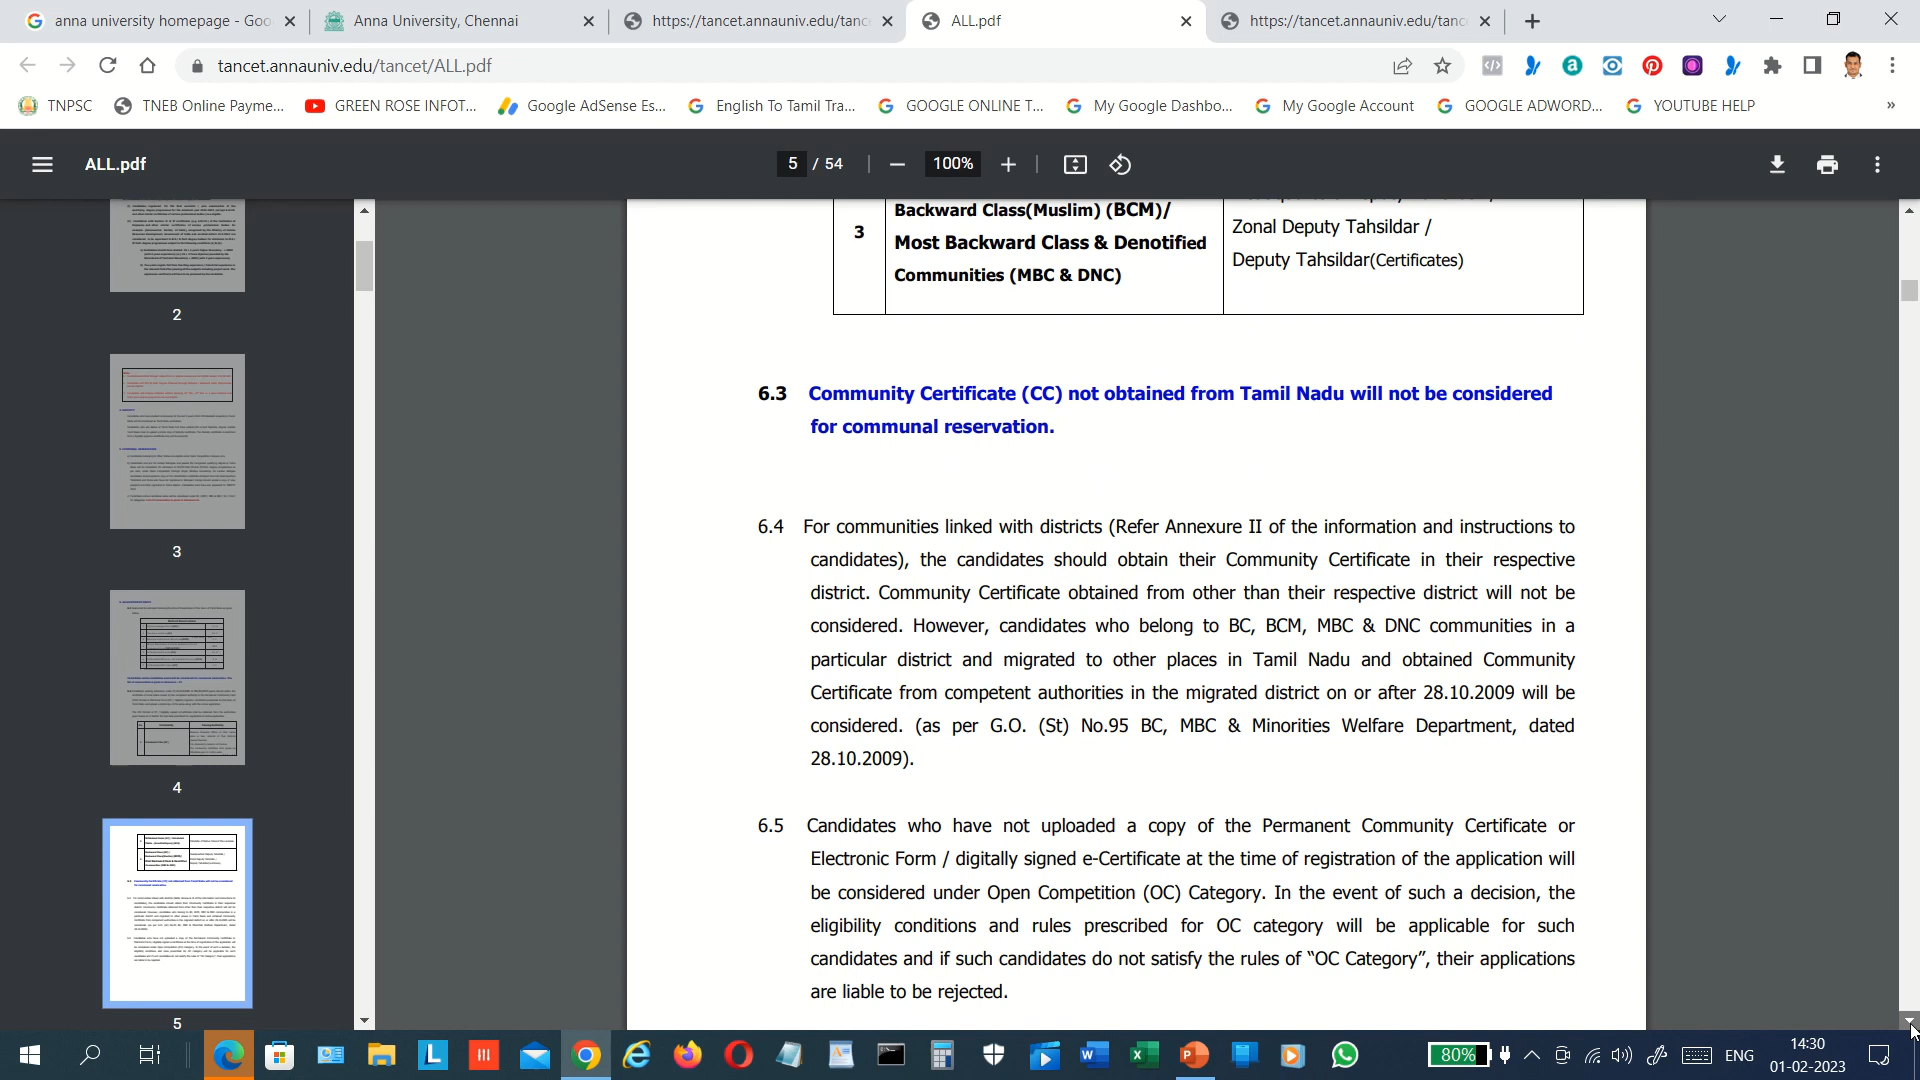 anna university homepage - Goo
Anna University, Chennai
https://tancet.annauniv.edu/tanc
ALL.pdf
https://tancet.annauniv.edu/tanc
tancet.annauniv.edu/tancet/ALL.pdf
TNPSC
TNEB Online Payme...
GREEN ROSE INFOT...
Google AdSense Es...
English To Tamil Tra...
GOOGLE ONLINE T...
My Google Dashbo...
My Google Account
GOOGLE ADWORD...
YOUTUBE HELP
»
ALL.pdf
5 / 54
100%
2
3
4
5
3
Backward Class(Muslim) (BCM)/
Most Backward Class & Denotified
Communities (MBC & DNC)
Zonal Deputy Tahsildar /
Deputy Tahsildar(Certificates)
6.3 Community Certificate (CC) not obtained from Tamil Nadu will not be considered
for communal reservation.
6.4 For communities linked with districts (Refer Annexure II of the information and instructions to
candidates), the candidates should obtain their Community Certificate in their respective
district. Community Certificate obtained from other than their respective district will not be
considered. However, candidates who belong to BC, BCM, MBC & DNC communities in a
particular district and migrated to other places in Tamil Nadu and obtained Community
Certificate from competent authorities in the migrated district on or after 28.10.2009 will be
considered. (as per G.O. (St) No.95 BC, MBC & Minorities Welfare Department, dated
28.10.2009).
6.5 Candidates who have not uploaded a copy of the Permanent Community Certificate or
Electronic Form / digitally signed e-Certificate at the time of registration of the application will
be considered under Open Competition (OC) Category. In the event of such a decision, the
eligibility conditions and rules prescribed for OC category will be applicable for such
candidates and if such candidates do not satisfy the rules of “OC Category”, their applications
are liable to be rejected.
80%
ENG
14:30
01-02-2023